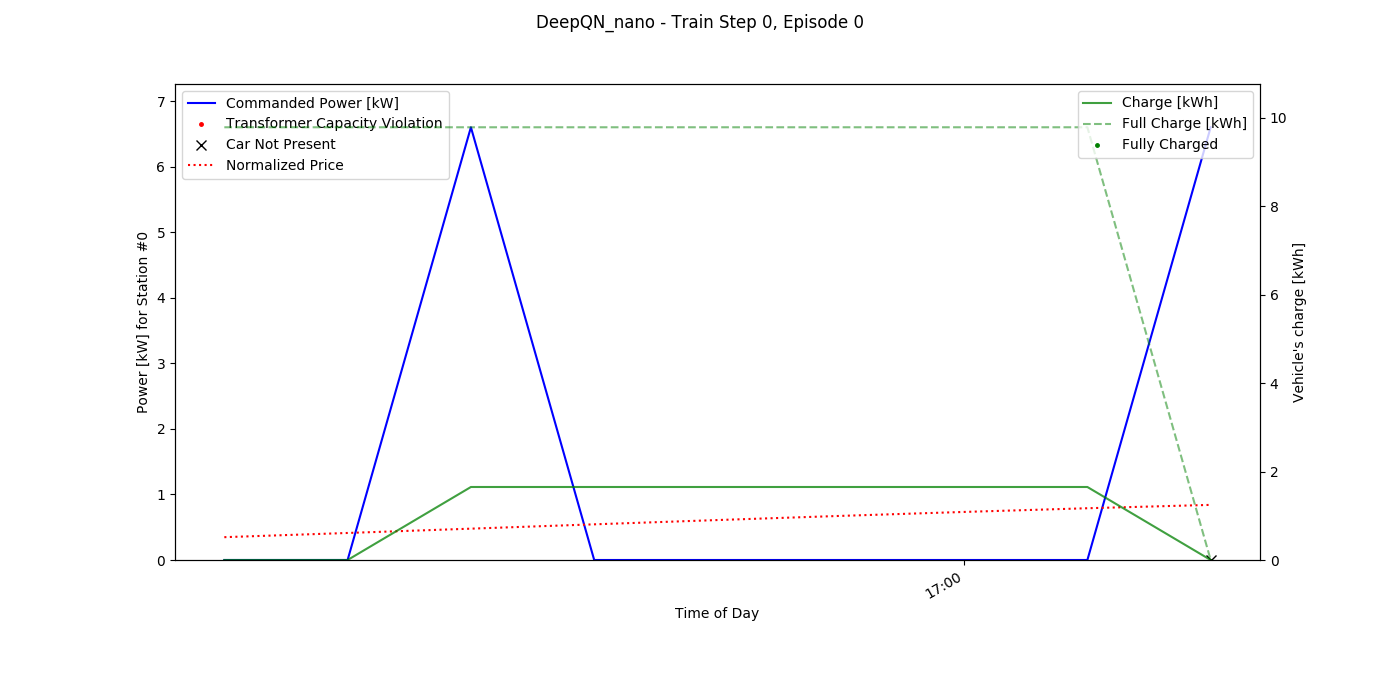 DeepQN_nano - Train Step 0, Episode 0
Commanded Power [kW]
Transformer Capacity Violation
Car Not Present
Normalized Price
Charge [kWh]
Full Charge [kWh]
Fully Charged
7
6
5
4
3
2
1
0
Power [kW] for Station #0
10
8
6
4
2
0
Vehicle's charge [kWh]
17:00
Time of Day